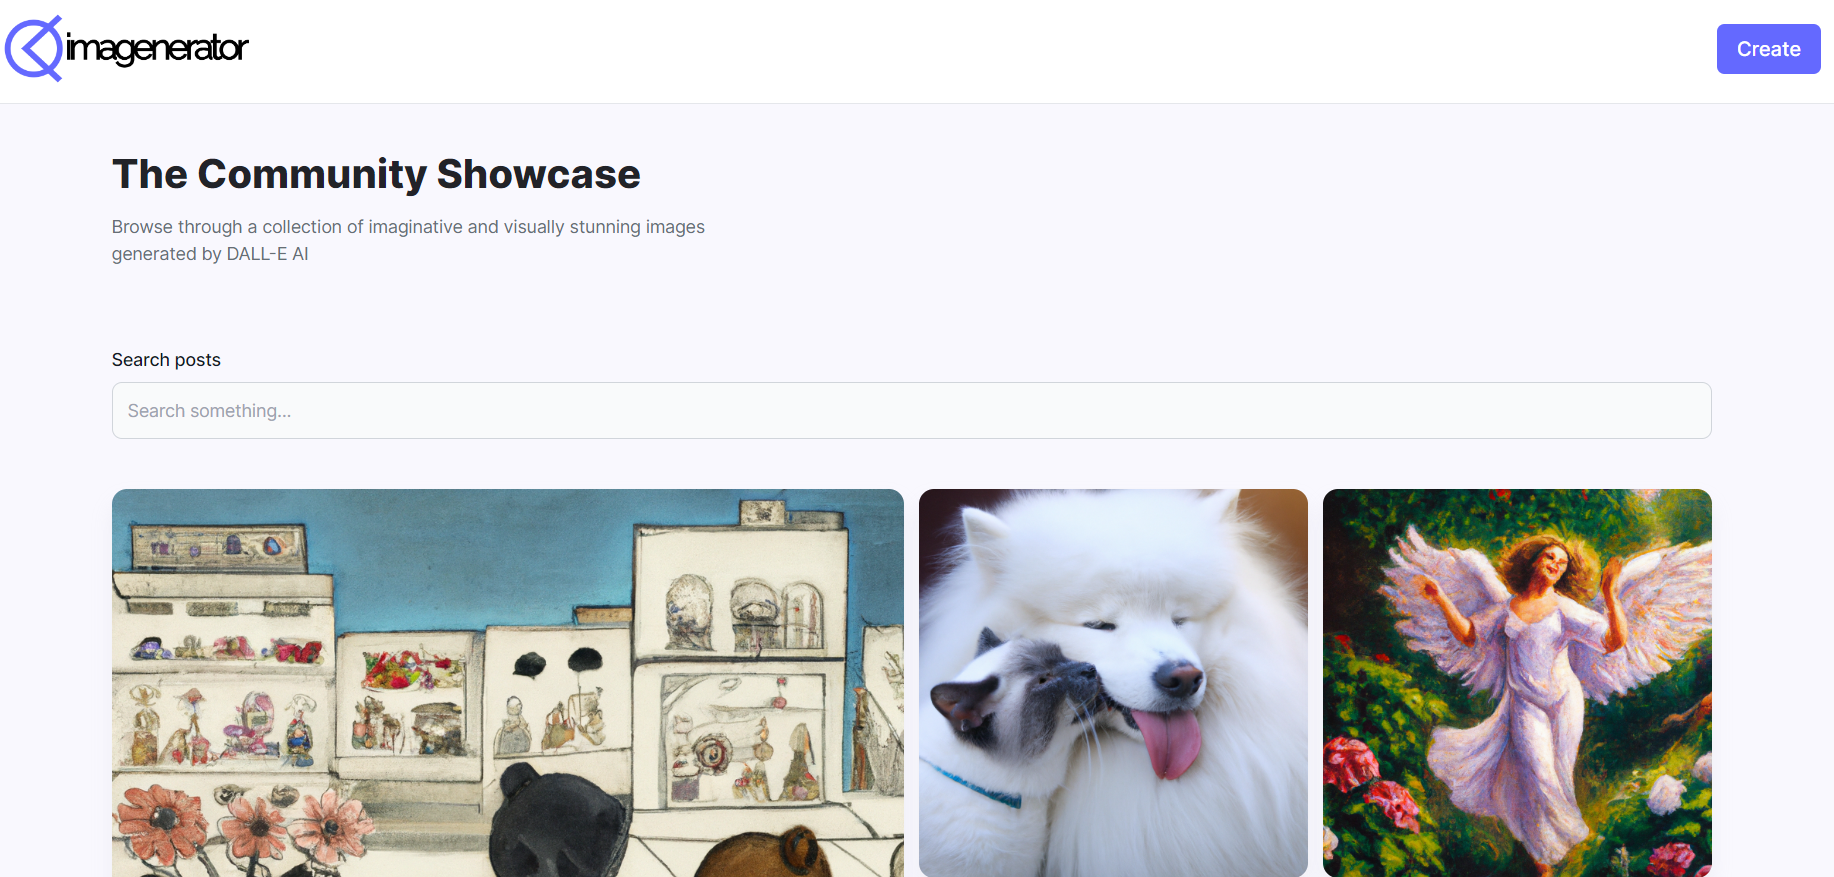 imagenerator
Create
The Community Showcase
Browse through a collection of imaginative and visually stunning images
generated by DALL-E AI
Search posts
Search something...